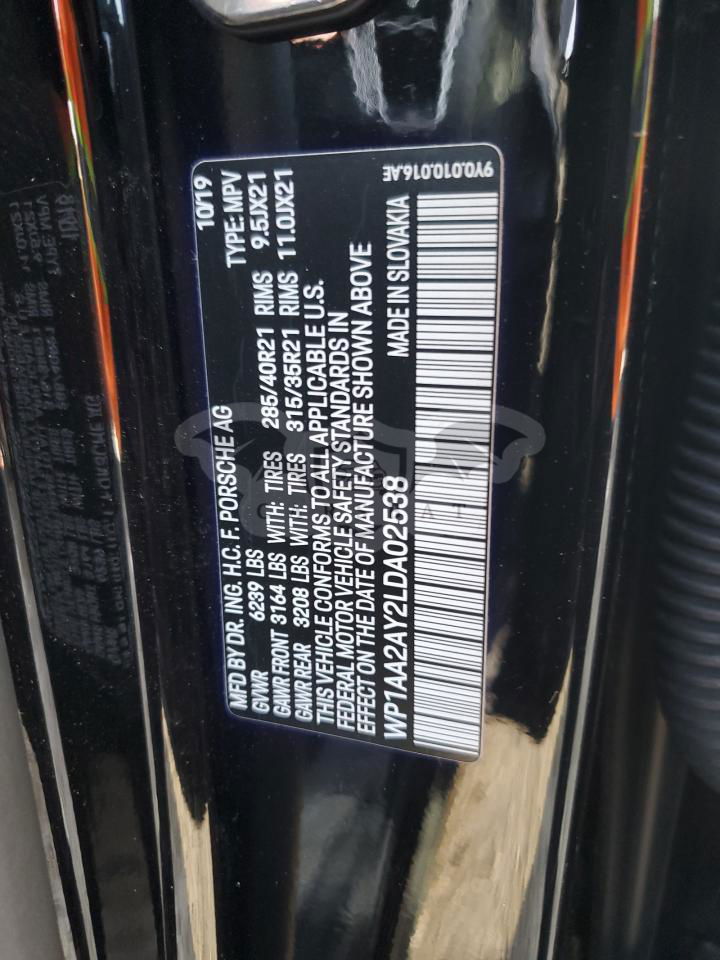 MFD BY DR. ING. H.C. F. PORSCHE AG 10/19
GVWR 6239 LBS TYPE: MPV
GAWR FRONT 3164 LBS WITH: TIRES 285/40R21 RIMS 9.5JX21
GAWR REAR 3208 LBS WITH: TIRES 315/35R21 RIMS 11.0JX21
THIS VEHICLE CONFORMS TO ALL APPLICABLE U.S.
FEDERAL MOTOR VEHICLE SAFETY STANDARDS IN
EFFECT ON THE DATE OF MANUFACTURE SHOWN ABOVE
WP1AA2AY2LDA02538 MADE IN SLOVAKIA
9Y0.010.016.AE